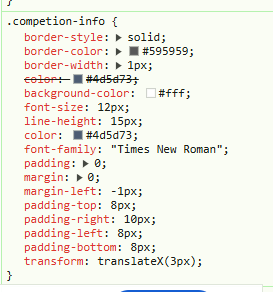 }
.competion-info {
border-style: solid;
border-color: #595959;
border-width: 1px;
color: #4d5d73;
background-color: #fff;
font-size: 12px;
line-height: 15px;
color: #4d5d73;
font-family: "Times New Roman";
padding: 0;
margin: 0;
margin-left: -1px;
padding-top: 8px;
padding-right: 10px;
padding-left: 8px;
padding-bottom: 8px;
transform: translateX(3px);
}